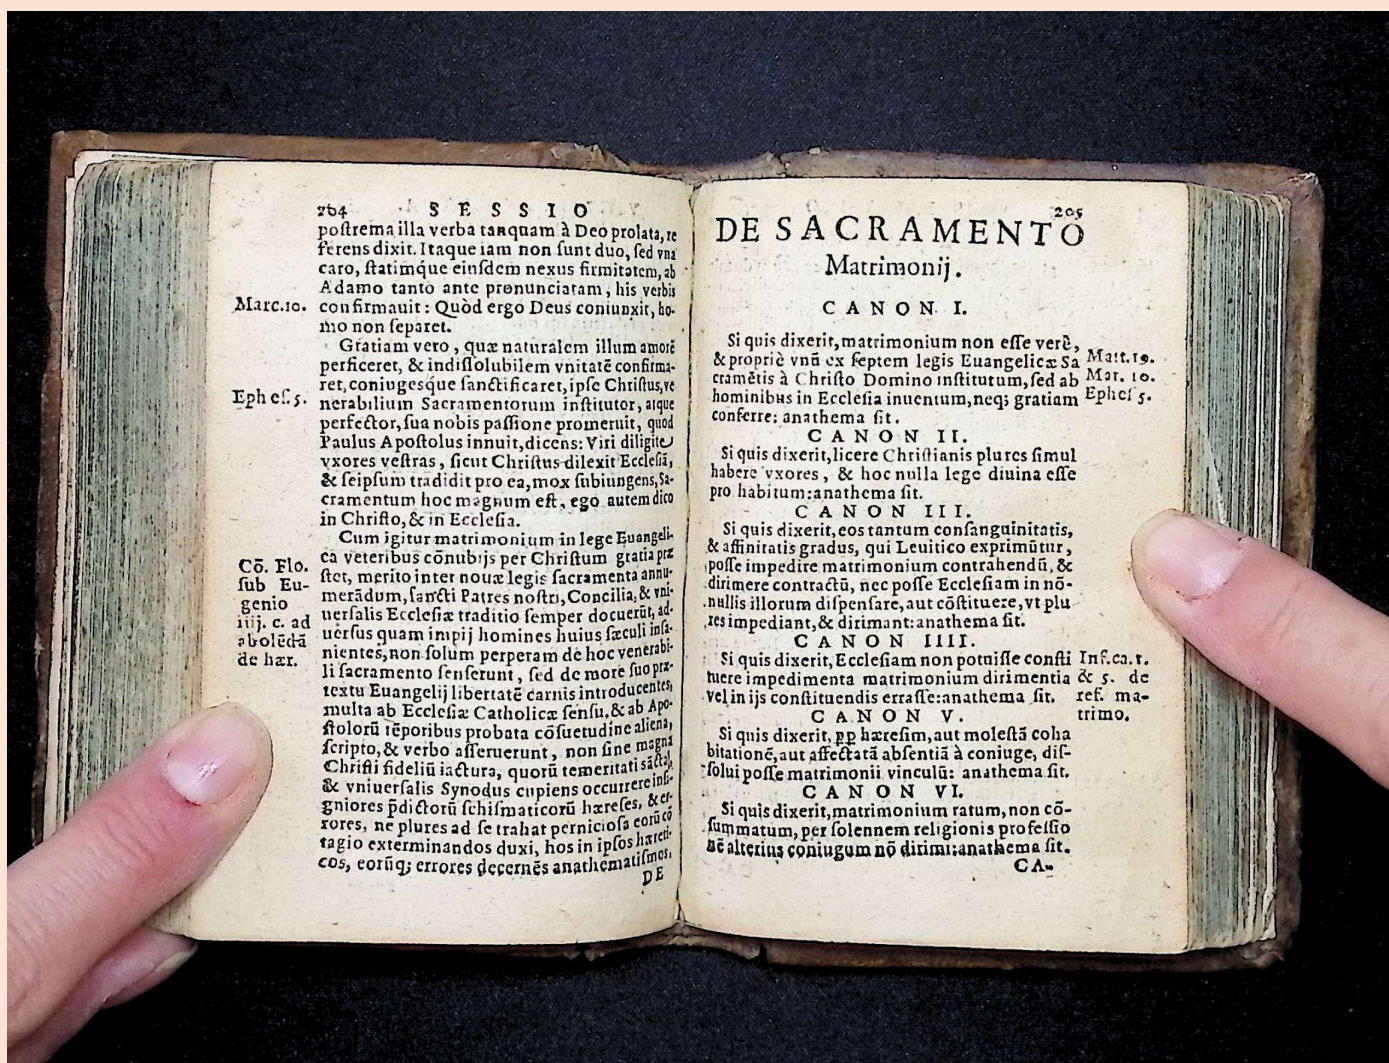 204 SESSIO
postrema illa verba tanquam à Deo prolata, re
ferens dixit. Itaque iam non sunt duo, sed vna
caro, statimque eiusdem nexus firmitatem, ab
Adamo tanto ante pronunciatam, his verbis
Marc.10. confirmauit: Quòd ergo Deus coniunxit, ho-
mo non separet.
Gratiam vero, quæ naturalem illum amorē
perficeret, & indissolubilem vnitatē confirma-
ret, coniugesque sanctificaret, ipse Christus, ve
Ephes. 5. nerabilium Sacramentorum institutor, atque
perfector, sua nobis passione promeruit, quod
Paulus Apostolus innuit, dicens: Viri diligite
vxores vestras, sicut Christus dilexit Ecclesiā,
& seipsum tradidit pro ea, mox subiungens, Sa-
cramentum hoc magnum est, ego autem dico
in Christo, & in Ecclesia.
Cum igitur matrimonium in lege Euangeli-
ca veteribus cōnubijs per Christum gratia præ
stet, merito inter nouæ legis sacramenta annu-
merādum, sancti Patres nostri, Concilia, & vni-
uersalis Ecclesiæ traditio semper docuerūt, ad-
uersus quam impij homines huius sæculi insa-
nientes, non solum perperam de hoc venerabi-
li sacramento senserunt, sed de more suo præ-
textu Euangelij libertatē carnis introducentes,
multa ab Ecclesiæ Catholicæ sensu, & ab Apo-
stolorū tēporibus probata cōsuetudine aliena,
scripto, & verbo asseruerunt, non sine magna
Christi fideliū iactura, quorū temeritati sācta,
& vniuersalis Synodus cupiens occurrere insi-
gniores p̄dictorū schismaticorū hæreses, & er-
rores, ne plures ad se trahat perniciosa eorū cō
tagio exterminandos duxi, hos in ipsos hæreti-
cos, eorūq; errores decernēs anathematismos.
DE
Cō. Flo.
sub Eu-
genio
iiij. c. ad
abolēdā
de hær.
205
DE SACRAMENTO
Matrimonij.
CANON I.
Si quis dixerit, matrimonium non esse verè,
& propriè vnū ex septem legis Euangelicæ Sa
cramētis à Christo Domino institutum, sed ab
hominibus in Ecclesia inuentum, neq; gratiam
conferre: anathema sit.
Matt. 19.
Mar. 10.
Ephes 5.
CANON II.
Si quis dixerit, licere Christianis plures simul
habere vxores, & hoc nulla lege diuina esse
pro habitum: anathema sit.
CANON III.
Si quis dixerit, eos tantum consanguinitatis,
& affinitatis gradus, qui Leuitico exprimūtur,
posse impedire matrimonium contrahendū, &
dirimere contractū, nec posse Ecclesiam in nō-
nullis illorum dispensare, aut cōstituere, vt plu
res impediant, & dirimant: anathema sit.
CANON IIII.
Si quis dixerit, Ecclesiam non potuisse consti
tuere impedimenta matrimonium dirimentia
vel in ijs constituendis errasse: anathema sit.
Inf. ca. 1.
& 5. de
ref. ma-
trimo.
CANON V.
Si quis dixerit, pp hæresim, aut molestā coha
bitationē, aut affectatā absentiā à coniuge, dis-
solui posse matrimonii vinculū: anathema sit.
CANON VI.
Si quis dixerit, matrimonium ratum, non cō-
summatum, per solennem religionis professio
nē alterius coniugum nō dirimi: anathema sit.
CA-